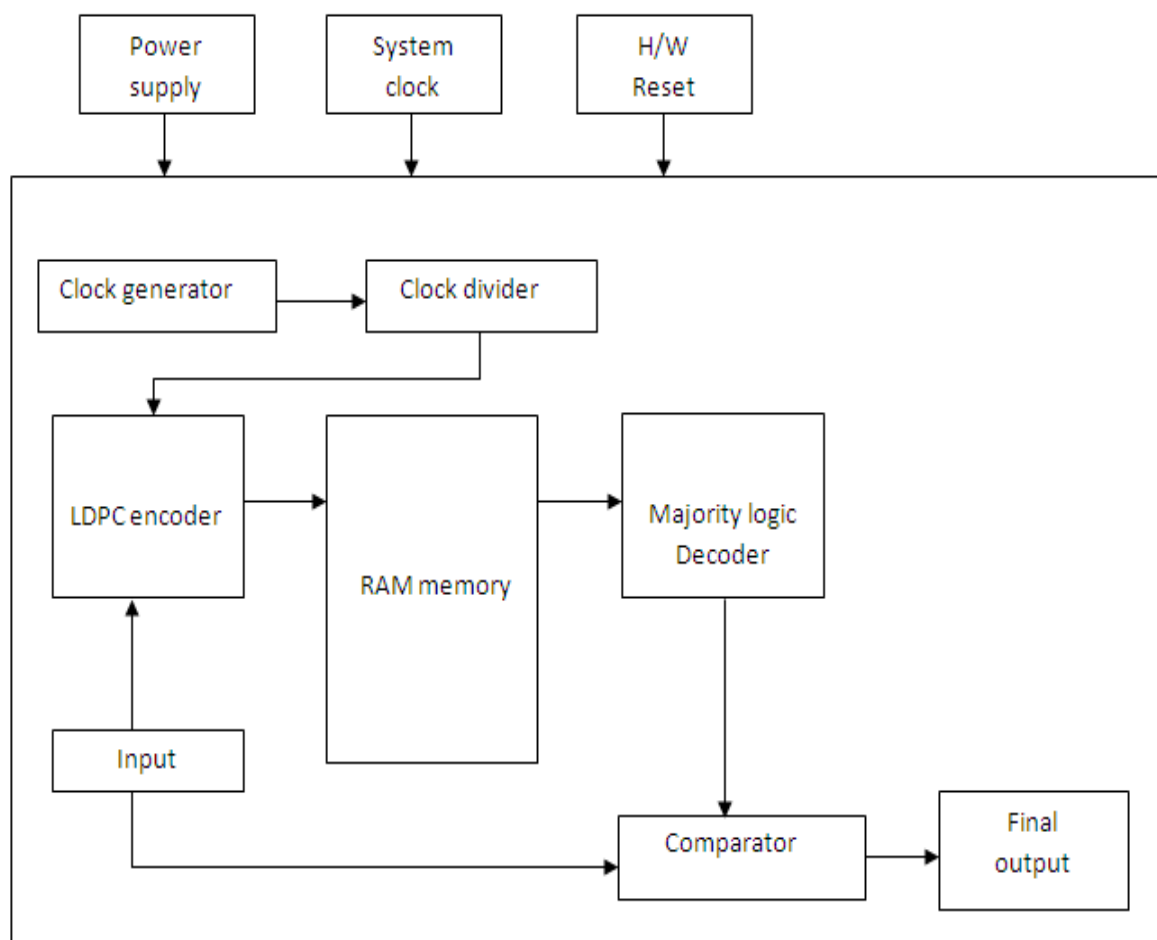 Power
supply
System
clock
H/W
Reset
Clock generator
Clock divider
LDPC encoder
RAM memory
Majority logic
Decoder
Input
Comparator
Final
output